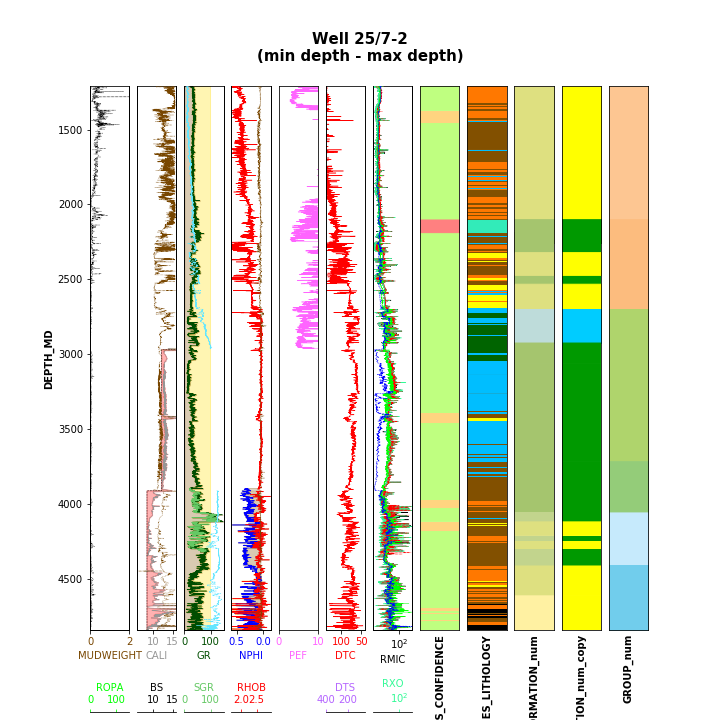 Well 25/7-2
(min depth - max depth)
DEPTH_MD
1500
2000
2500
3000
3500
4000
4500
0 2 10 15 0 100 0.5 0.0 0 10 100 50 10²
MUDWEIGHT CALI GR NPHI PEF DTC RMIC
ROPA BS SGR RHOB DTS RXO
0 100 10 15 0 100 2.02.5 400 200 10²
S_CONFIDENCE
ES_LITHOLOGY
RMATION_num
TION_num_copy
GROUP_num